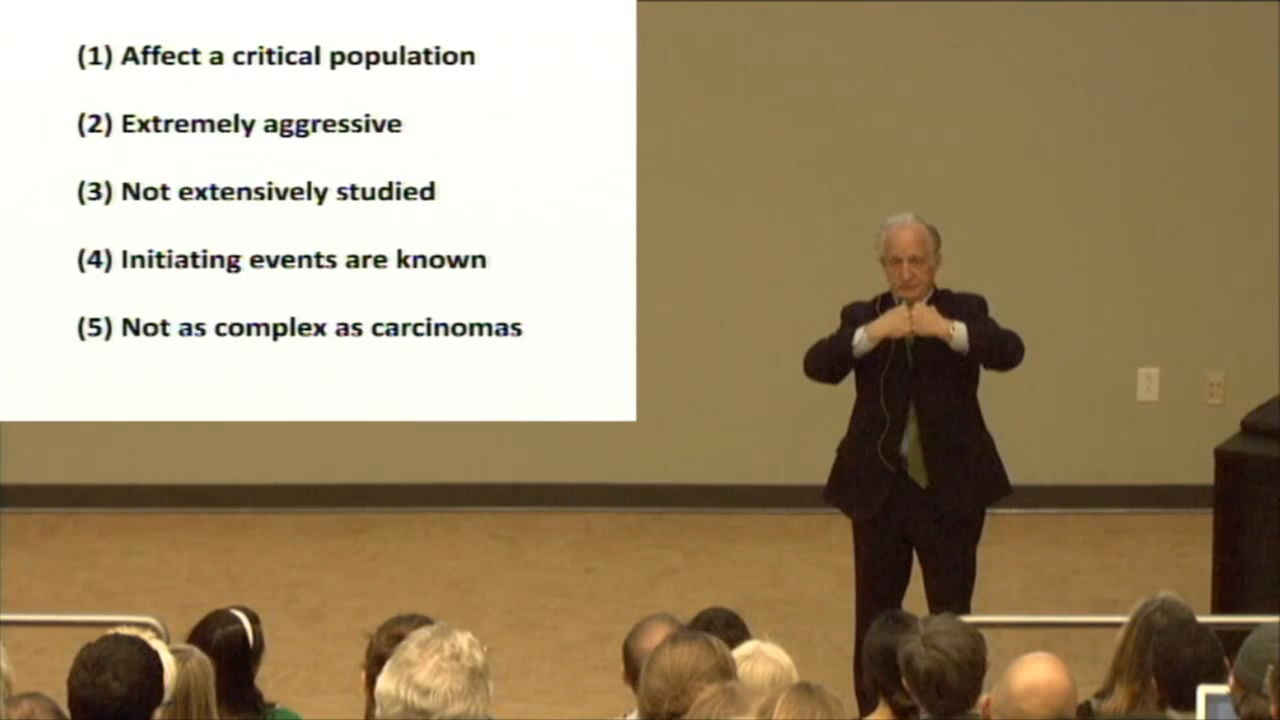 (1) Affect a critical population
(2) Extremely aggressive
(3) Not extensively studied
(4) Initiating events are known
(5) Not as complex as carcinomas